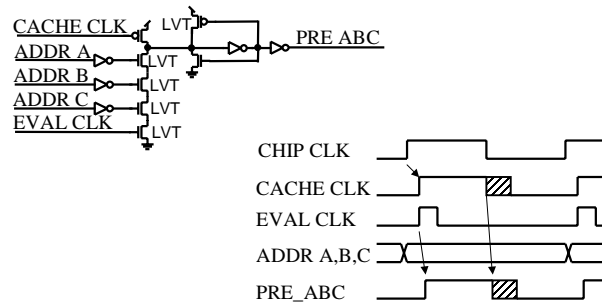 CACHE CLK
LVT
PRE ABC
ADDR A
LVT
ADDR B
LVT
ADDR C
LVT
EVAL CLK
LVT
CHIP CLK
CACHE CLK
EVAL CLK
ADDR A,B,C
PRE_ABC